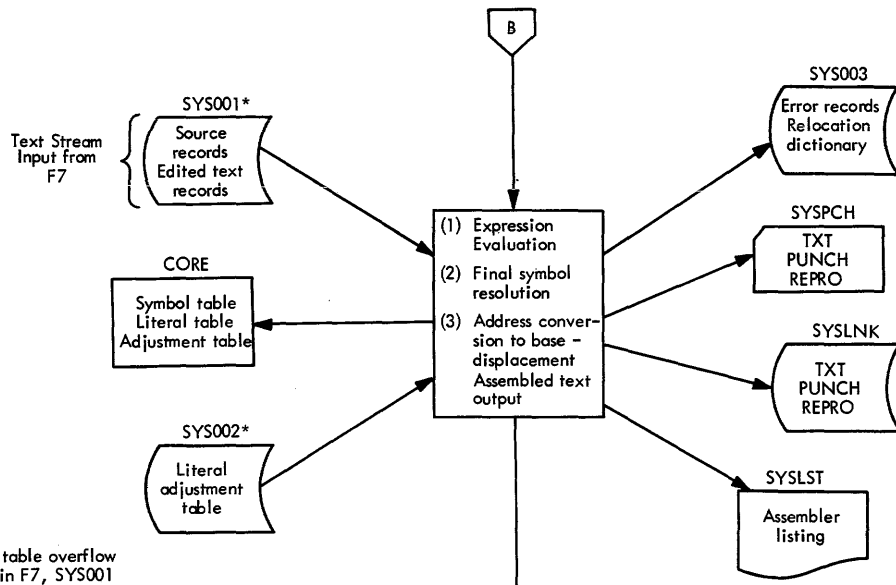 B
SYS001*
Text Stream
Input from
F7
Source
records
Edited text
records
CORE
Symbol table
Literal table
Adjustment table
SYS002*
Literal
adjustment
table
table overflow
in F7, SYS001
(1) Expression
Evaluation
(2) Final symbol
resolution
(3) Address conver-
sion to base -
displacement
Assembled text
output
SYS003
Error records
Relocation
dictionary
SYSPCH
TXT
PUNCH
REPRO
SYSLNK
TXT
PUNCH
REPRO
SYSLST
Assembler
listing